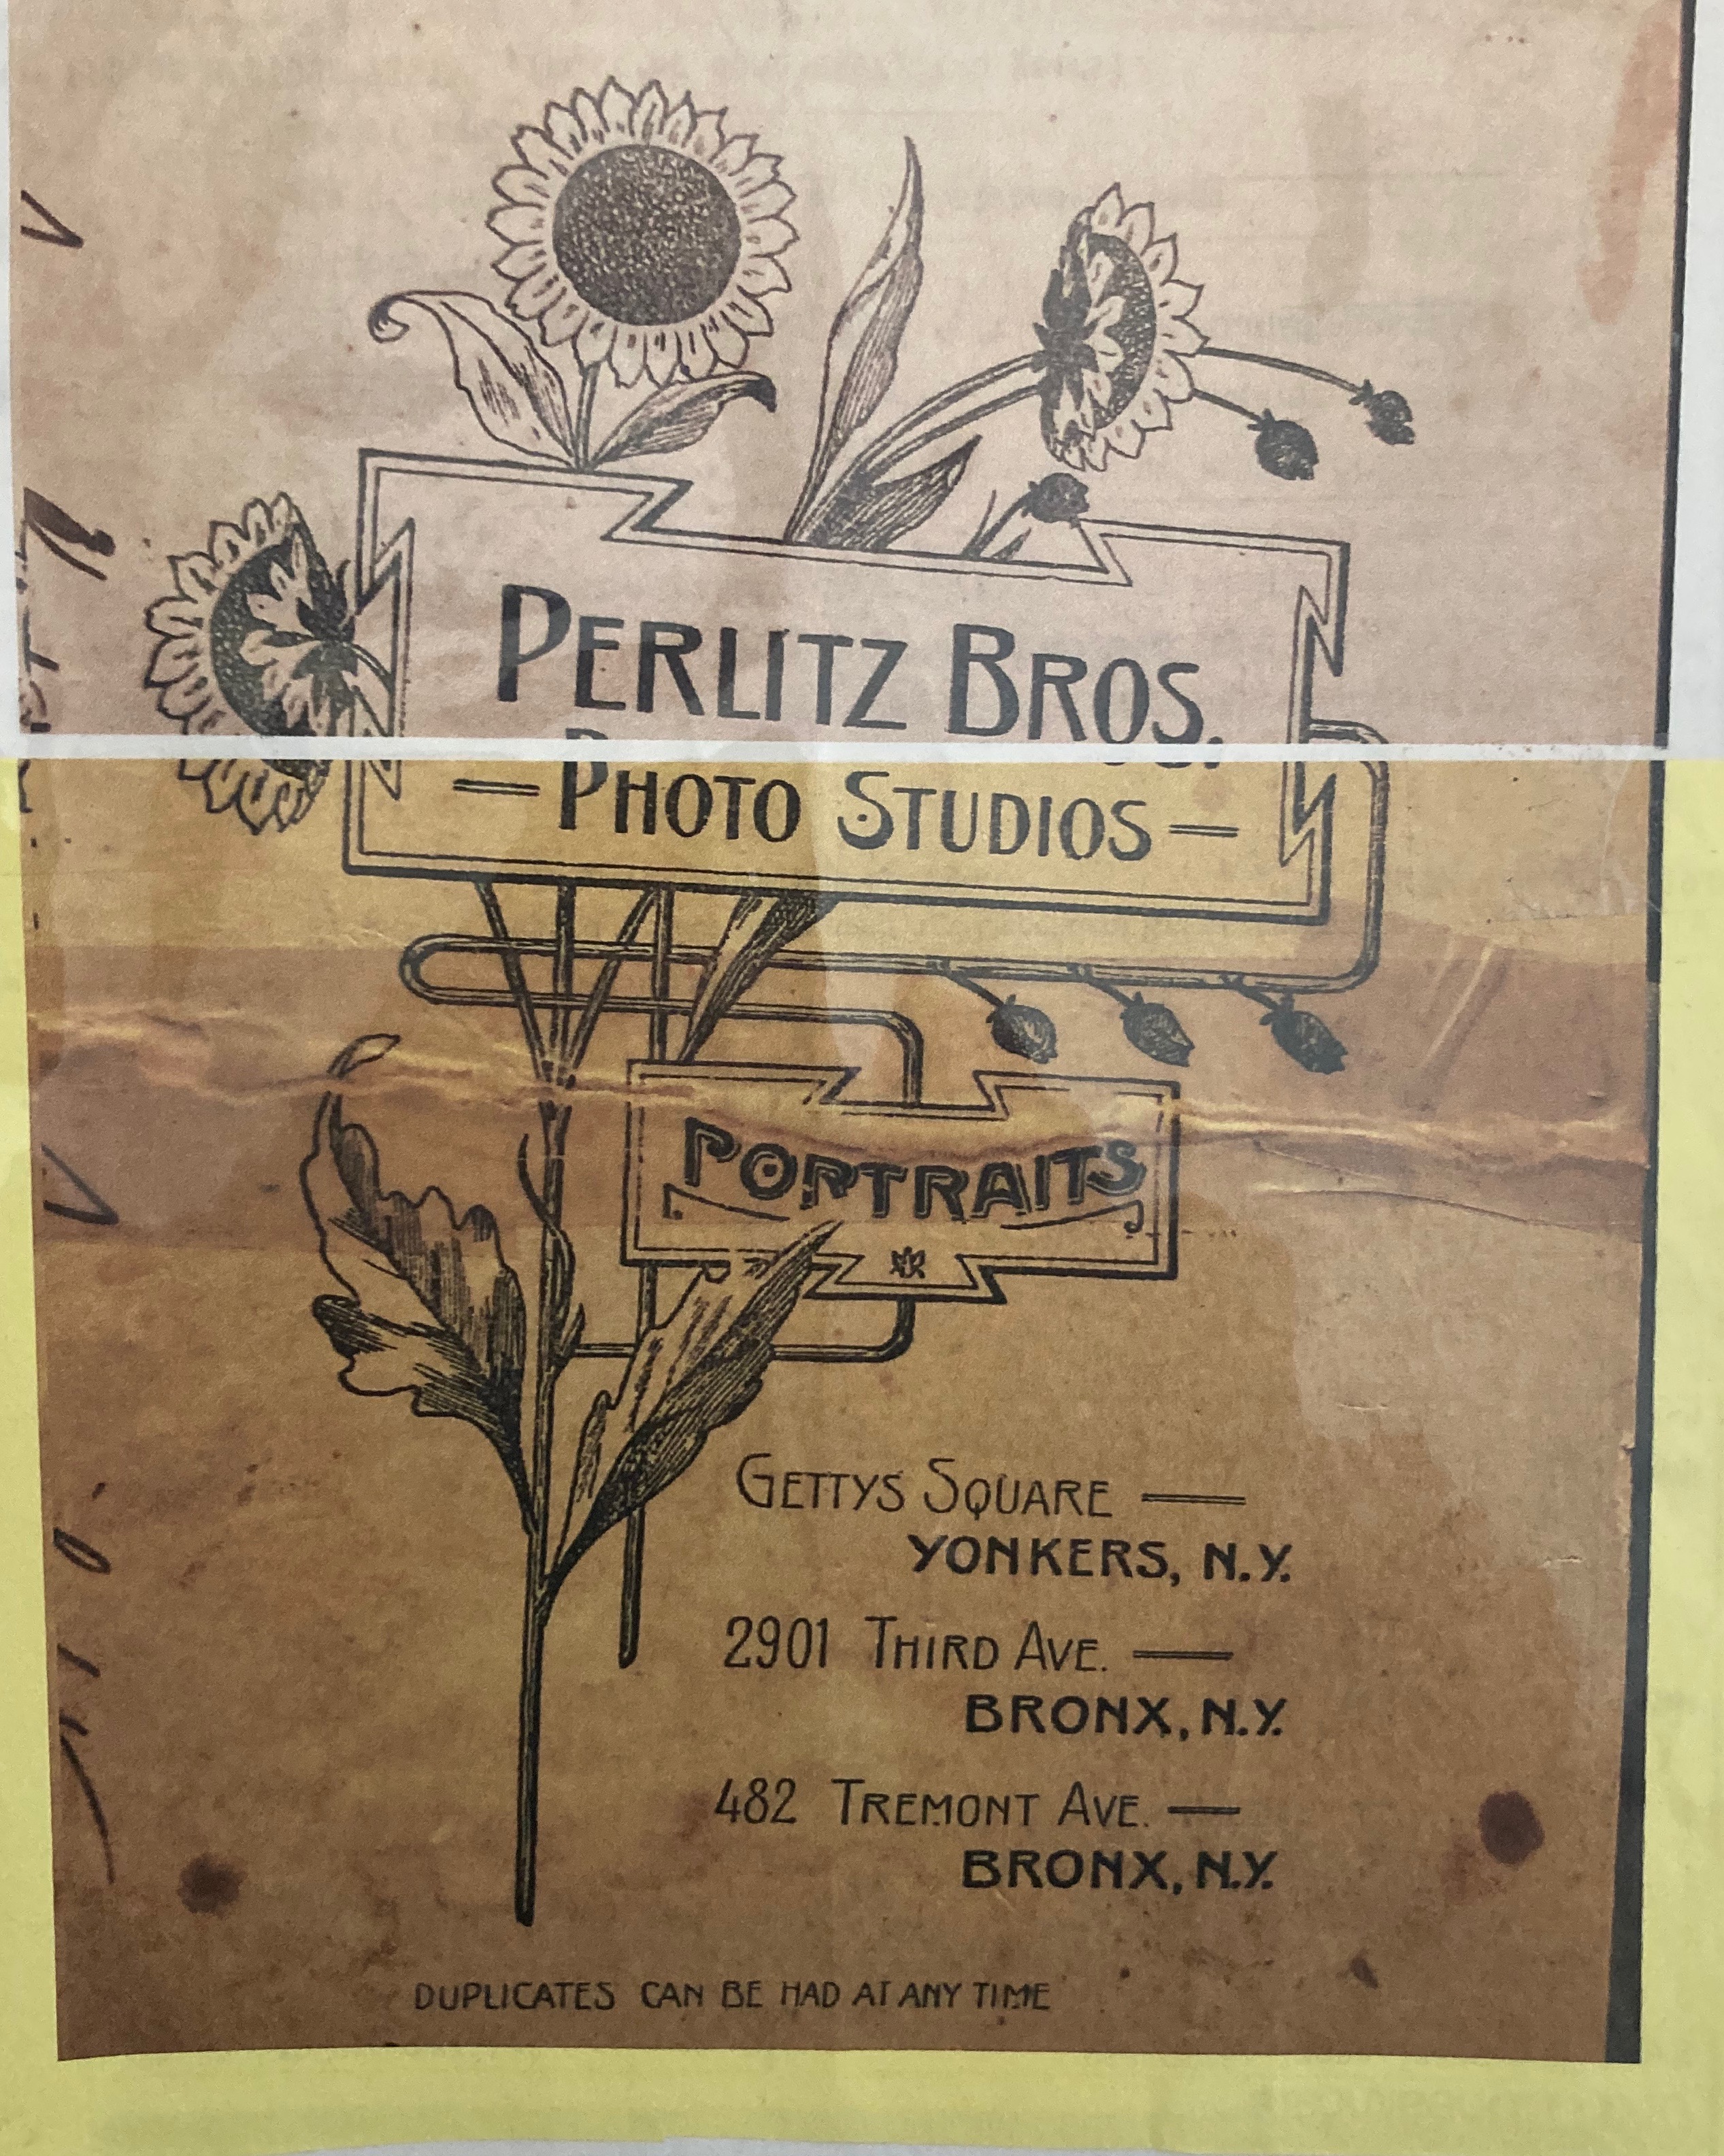 PERLITZ BROS.
— PHOTO STUDIOS —
PORTRAITS
GETTYS SQUARE —
YONKERS, N.Y.
2901 THIRD AVE. —
BRONX, N.Y.
482 TREMONT AVE. —
BRONX, N.Y.
DUPLICATES CAN BE HAD AT ANY TIME